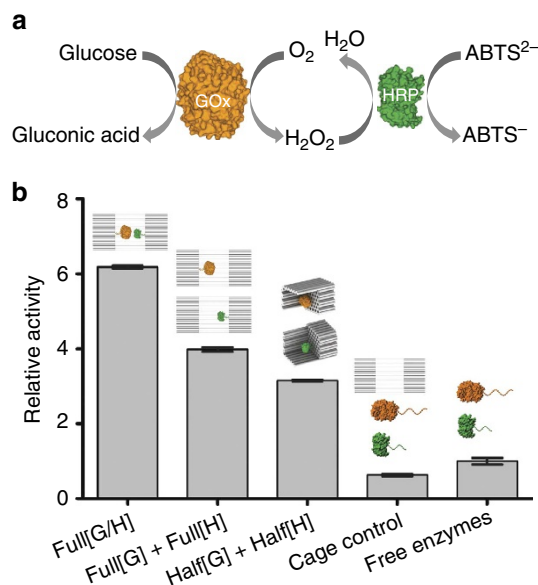 a
Glucose
O₂
H₂O
ABTS²⁻
GOx
HRP
Gluconic acid
H₂O₂
ABTS⁻
b
8
6
4
2
0
Relative activity
Full[G/H]
Full[G] + Full[H]
Half[G] + Half[H]
Cage control
Free enzymes